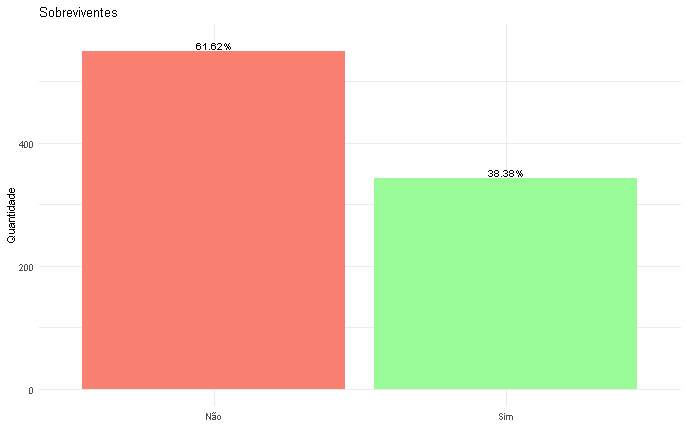 Sobreviventes
61.62%
38.38%
Quantidade
400
200
0
Não
Sim